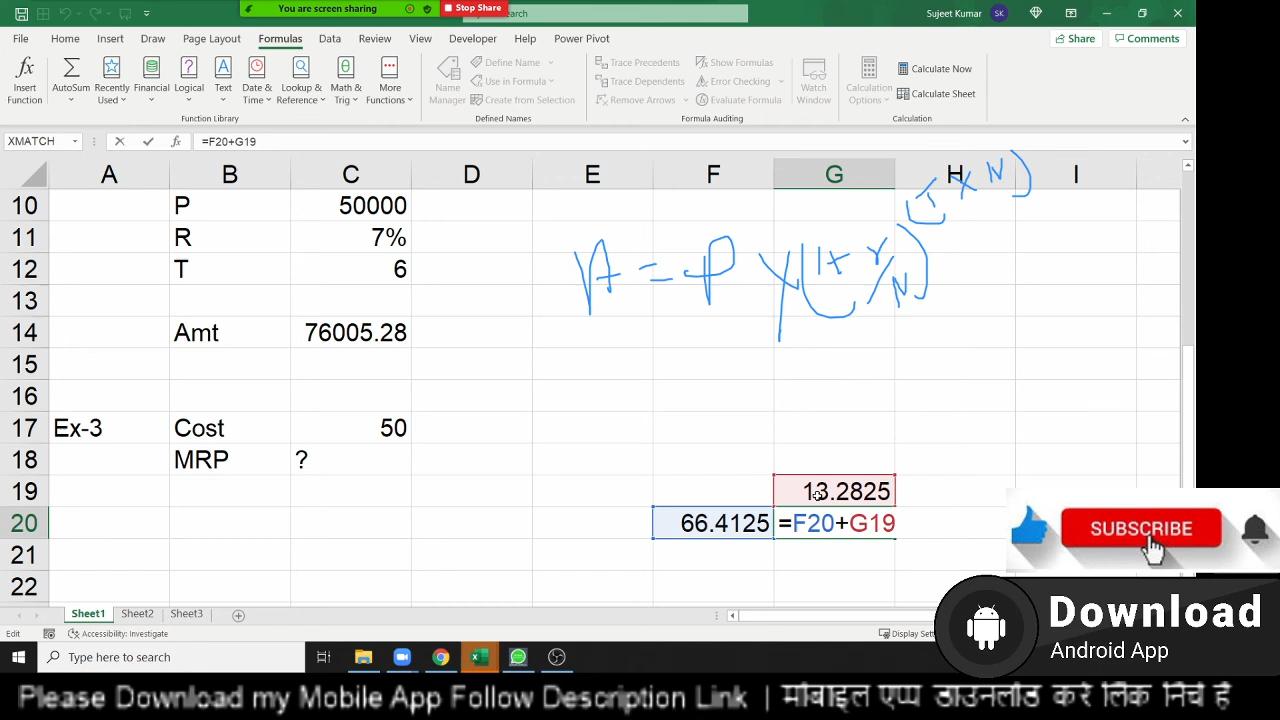 You are screen sharing
Stop Share
Search
Sujeet Kumar
SK
File
Home
Insert
Draw
Page Layout
Formulas
Data
Review
View
Developer
Help
Power Pivot
Share
Comments
Insert Function
AutoSum
Recently Used
Financial
Logical
Text
Date & Time
Lookup & Reference
Math & Trig
More Functions
Function Library
Name Manager
Define Name
Use in Formula
Create from Selection
Defined Names
Trace Precedents
Trace Dependents
Remove Arrows
Show Formulas
Error Checking
Evaluate Formula
Formula Auditing
Watch Window
Calculation Options
Calculate Now
Calculate Sheet
Calculation
XMATCH
fx
=F20+G19
A B C D E F G H I
10 P 50000
11 R 7%
12 T 6
13
14 Amt 76005.28
15
16
17 Ex-3 Cost 50
18 MRP ?
19 13.2825
20 66.4125 =F20+G19
21
22
(T × N)
A = P × (1 + r/N)
SUBSCRIBE
Sheet1
Sheet2
Sheet3
Edit
Accessibility: Investigate
Display Sett
Download
Android App
Type here to search
Please Download my Mobile App Follow Description Link | मोबाइल एप्प डाउनलोड करे लिंक निचे है